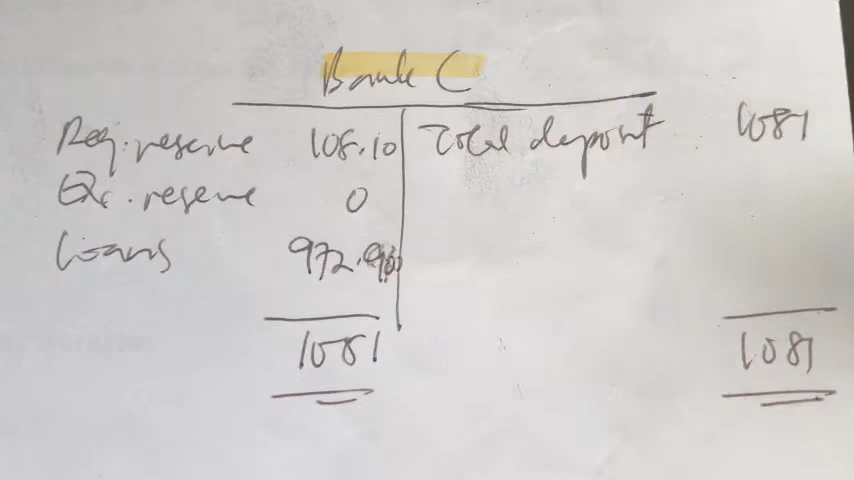 Bank C
Req. reserve 108.10 Total deposit 1081
Ex. reserve 0
Loans 972.90
1081 1081